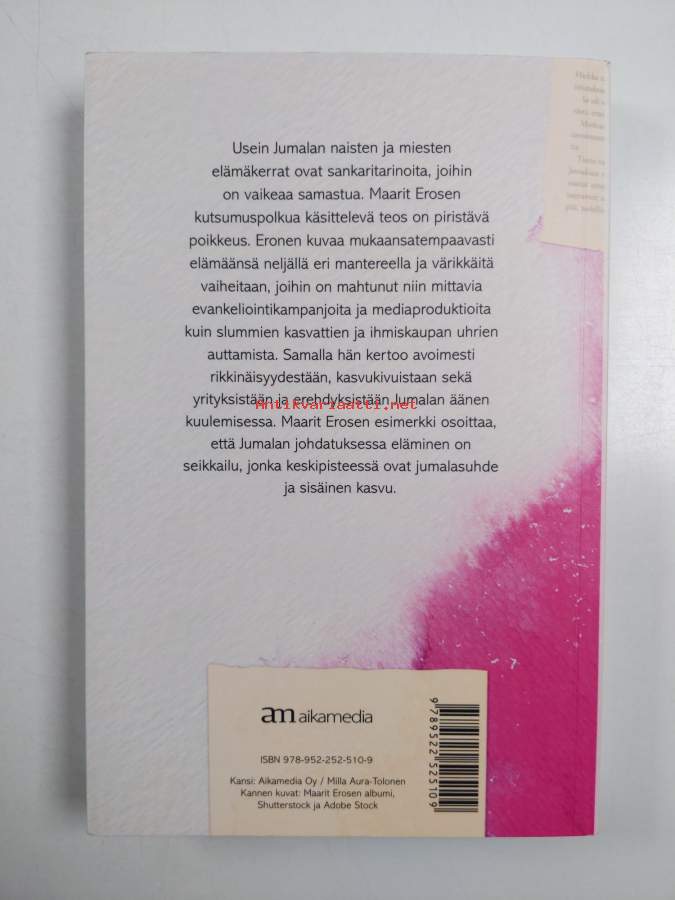 Usein Jumalan naisten ja miesten
elämäkerrat ovat sankaritarinoita, joihin
on vaikeaa samastua. Maarit Erosen
kutsumuspolkua käsittelevä teos on piristävä
poikkeus. Eronen kuvaa mukaansatempaavasti
elämäänsä neljällä eri mantereella ja värikkäitä
vaiheitaan, joihin on mahtunut niin mittavia
evankeliointikampanjoita ja mediaproduktioita
kuin slummien kasvattien ja ihmiskaupan uhrien
auttamista. Samalla hän kertoo avoimesti
rikkinäisyydestään, kasvukivuistaan sekä
yrityksistään ja erehdyksistään Jumalan äänen
Antikvariaatti.net
kuulemisessa. Maarit Erosen esimerkki osoittaa,
että Jumalan johdatuksessa eläminen on
seikkailu, jonka keskipisteessä ovat jumalasuhde
ja sisäinen kasvu.
am aikamedia
ISBN 978-952-252-510-9
Kansi: Aikamedia Oy / Milla Aura-Tolonen
Kannen kuvat: Maarit Erosen albumi,
Shutterstock ja Adobe Stock
9 789522 525109